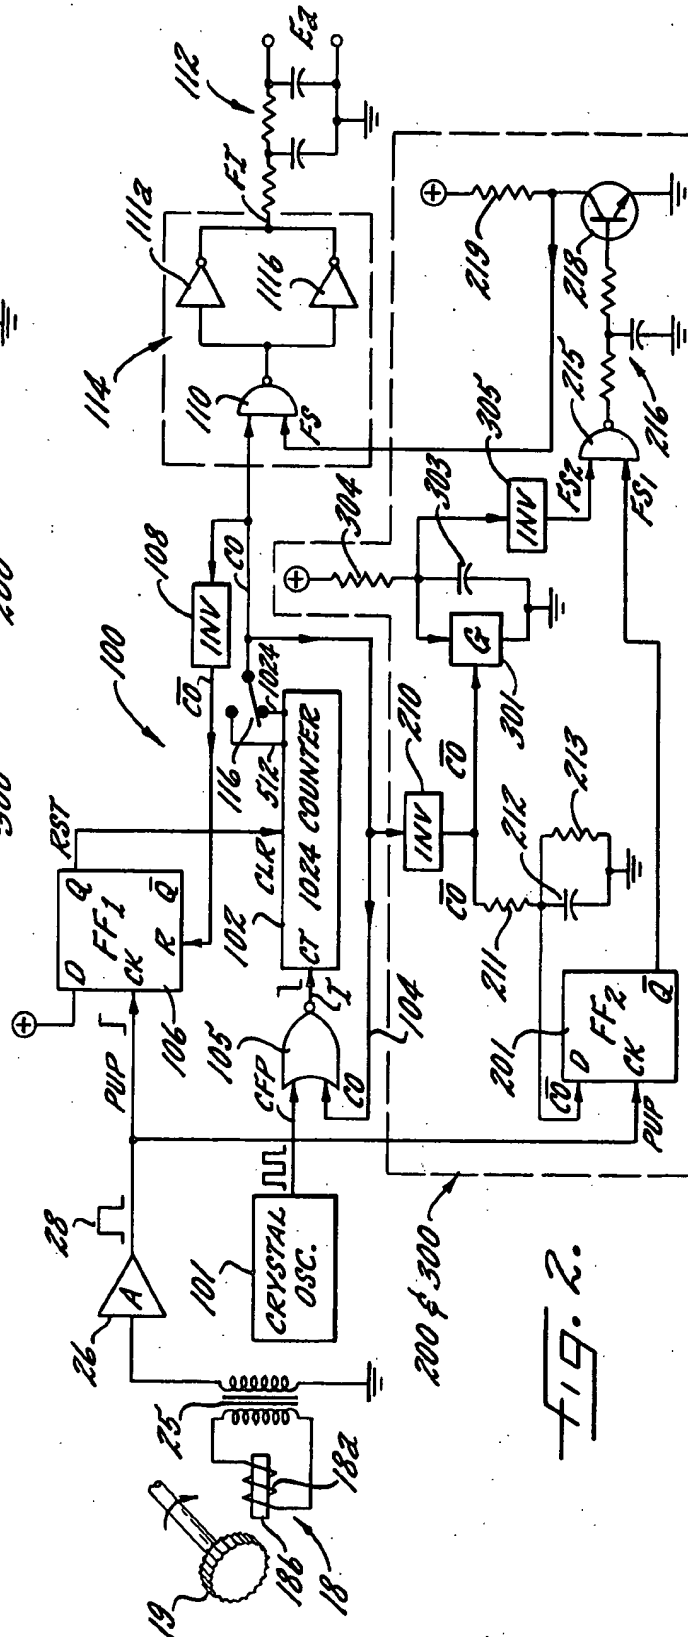 300
200
19
18
18b
18a
25
26
A
28
PUP
D
Q
FF1
CK
R
Q̅
106
RST
100
108
INV
C̅O̅
CO
101
CRYSTAL
OSC.
CFP
CO
105
I
102
CLR
CT 1024 COUNTER
512
1024
116
104
114
110
FS
111a
111b
FI
112
Ea
200 & 300
210
INV
C̅O̅
C̅O̅
211
212
213
201
D
FF2
CK
Q̅
C̅O̅
PUP
G
301
303
304
305
INV
FS2
FS1
215
216
218
219
FIG. 2.